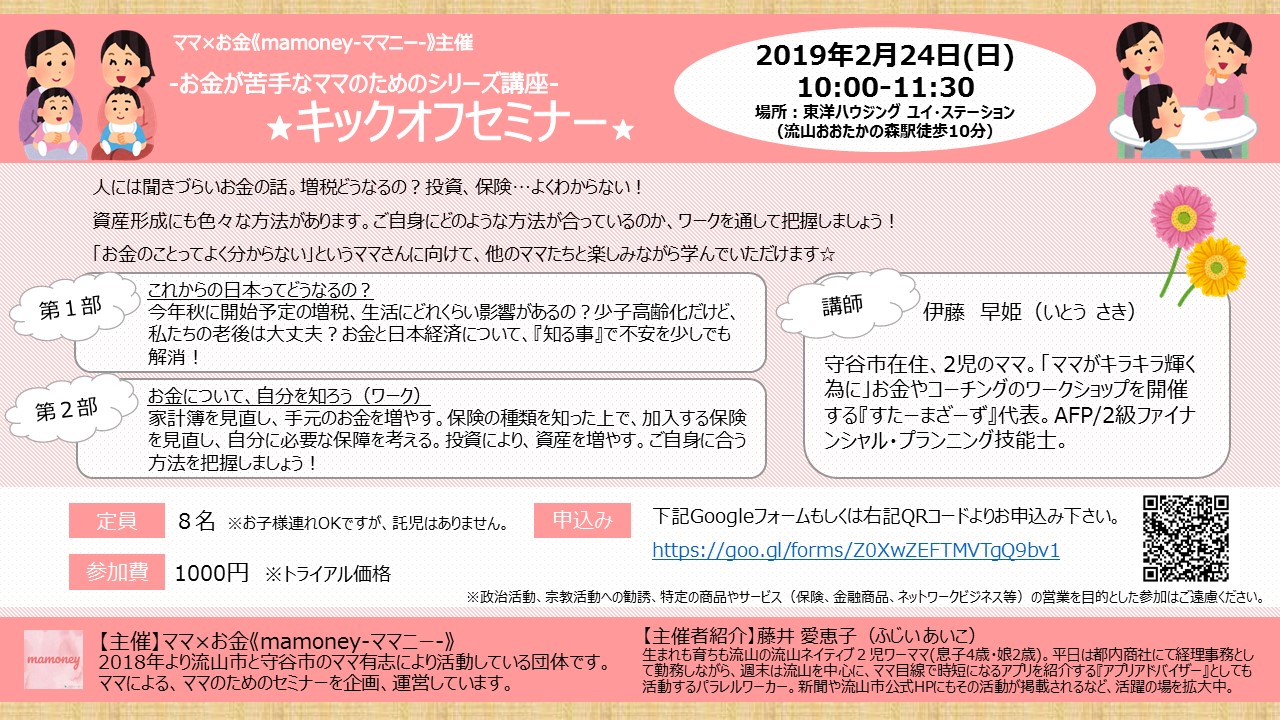 ママ×お金《mamoney-ママニー-》主催
-お金が苦手なママのためのシリーズ講座-
★キックオフセミナー★
2019年2月24日(日)
10:00-11:30
場所：東洋ハウジング ユイ・ステーション
(流山おおたかの森駅徒歩10分)
人には聞きづらいお金の話。増税どうなるの？投資、保険…よくわからない！
資産形成にも色々な方法があります。ご自身にどのような方法が合っているのか、ワークを通して把握しましょう！
「お金のことってよく分からない」というママさんに向けて、他のママたちと楽しみながら学んでいただけます☆
第１部
これからの日本ってどうなるの？
今年秋に開始予定の増税、生活にどれくらい影響があるの？少子高齢化だけど、
私たちの老後は大丈夫？お金と日本経済について、『知る事』で不安を少しでも
解消！
第２部
お金について、自分を知ろう（ワーク）
家計簿を見直し、手元のお金を増やす。保険の種類を知った上で、加入する保険
を見直し、自分に必要な保障を考える。投資により、資産を増やす。ご自身に合う
方法を把握しましょう！
講師
伊藤　早姫（いとう さき）
守谷市在住、2児のママ。「ママがキラキラ輝く
為に」お金やコーチングのワークショップを開催
する『すたーまざーず』代表。AFP/2級ファイナ
ンシャル・プランニング技能士。
定員
８名 ※お子様連れOKですが、託児はありません。
参加費
1000円 ※トライアル価格
申込み
下記Googleフォームもしくは右記QRコードよりお申込み下さい。
https://goo.gl/forms/Z0XwZEFTMVTgQ9bv1
※政治活動、宗教活動への勧誘、特定の商品やサービス（保険、金融商品、ネットワークビジネス等）の営業を目的とした参加はご遠慮ください。
mamoney
【主催】ママ×お金《mamoney-ママニー-》
2018年より流山市と守谷市のママ有志により活動している団体です。
ママによる、ママのためのセミナーを企画、運営しています。
【主催者紹介】藤井 愛恵子（ふじい あいこ）
生まれも育ちも流山の流山ネイティブ２児ワーママ(息子4歳・娘2歳)。平日は都内商社にて経理事務とし
て勤務しながら、週末は流山を中心に、ママ目線で時短になるアプリを紹介する『アプリアドバイザー』としても
活動するパラレルワーカー。新聞や流山市公式HPにもその活動が掲載されるなど、活躍の場を拡大中。